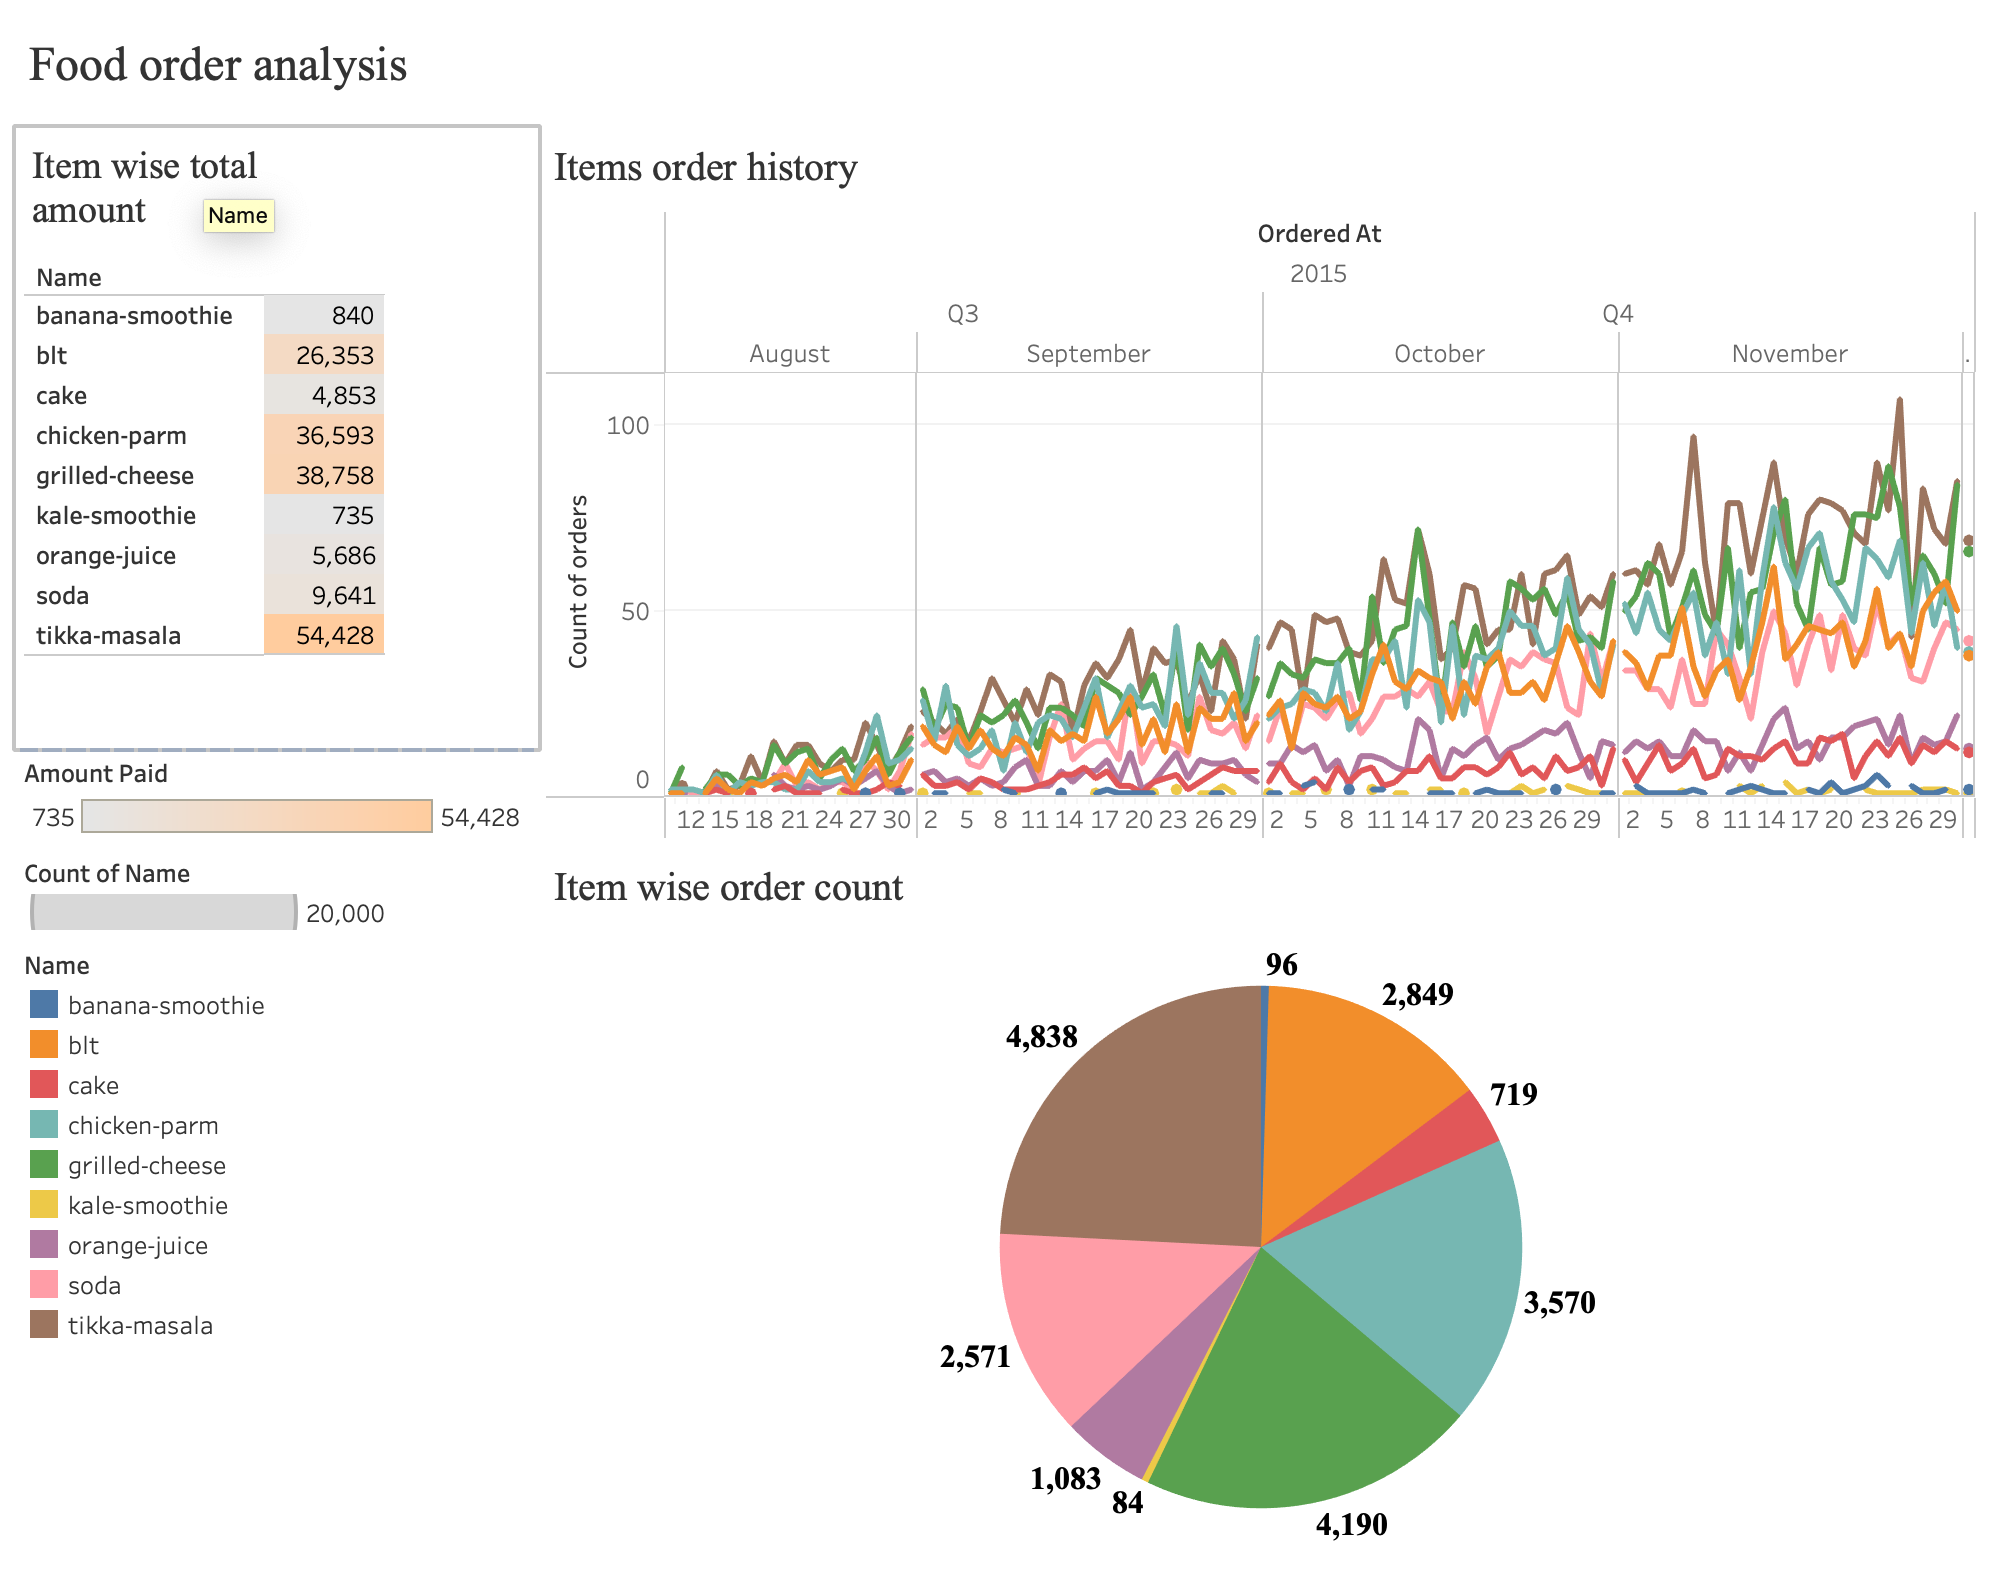 Food order analysis
Item wise total
amount
Name
Name
banana-smoothie 840
blt 26,353
cake 4,853
chicken-parm 36,593
grilled-cheese 38,758
kale-smoothie 735
orange-juice 5,686
soda 9,641
tikka-masala 54,428
Amount Paid
735 54,428
Count of Name
20,000
Name
banana-smoothie
blt
cake
chicken-parm
grilled-cheese
kale-smoothie
orange-juice
soda
tikka-masala
Items order history
Ordered At
2015
Q3 Q4
August September October November .
Count of orders
100
50
0
12 15 18 21 24 27 30 2 5 8 11 14 17 20 23 26 29 2 5 8 11 14 17 20 23 26 29 2 5 8 11 14 17 20 23 26 29
Item wise order count
96
2,849
4,838
719
3,570
2,571
1,083
84
4,190